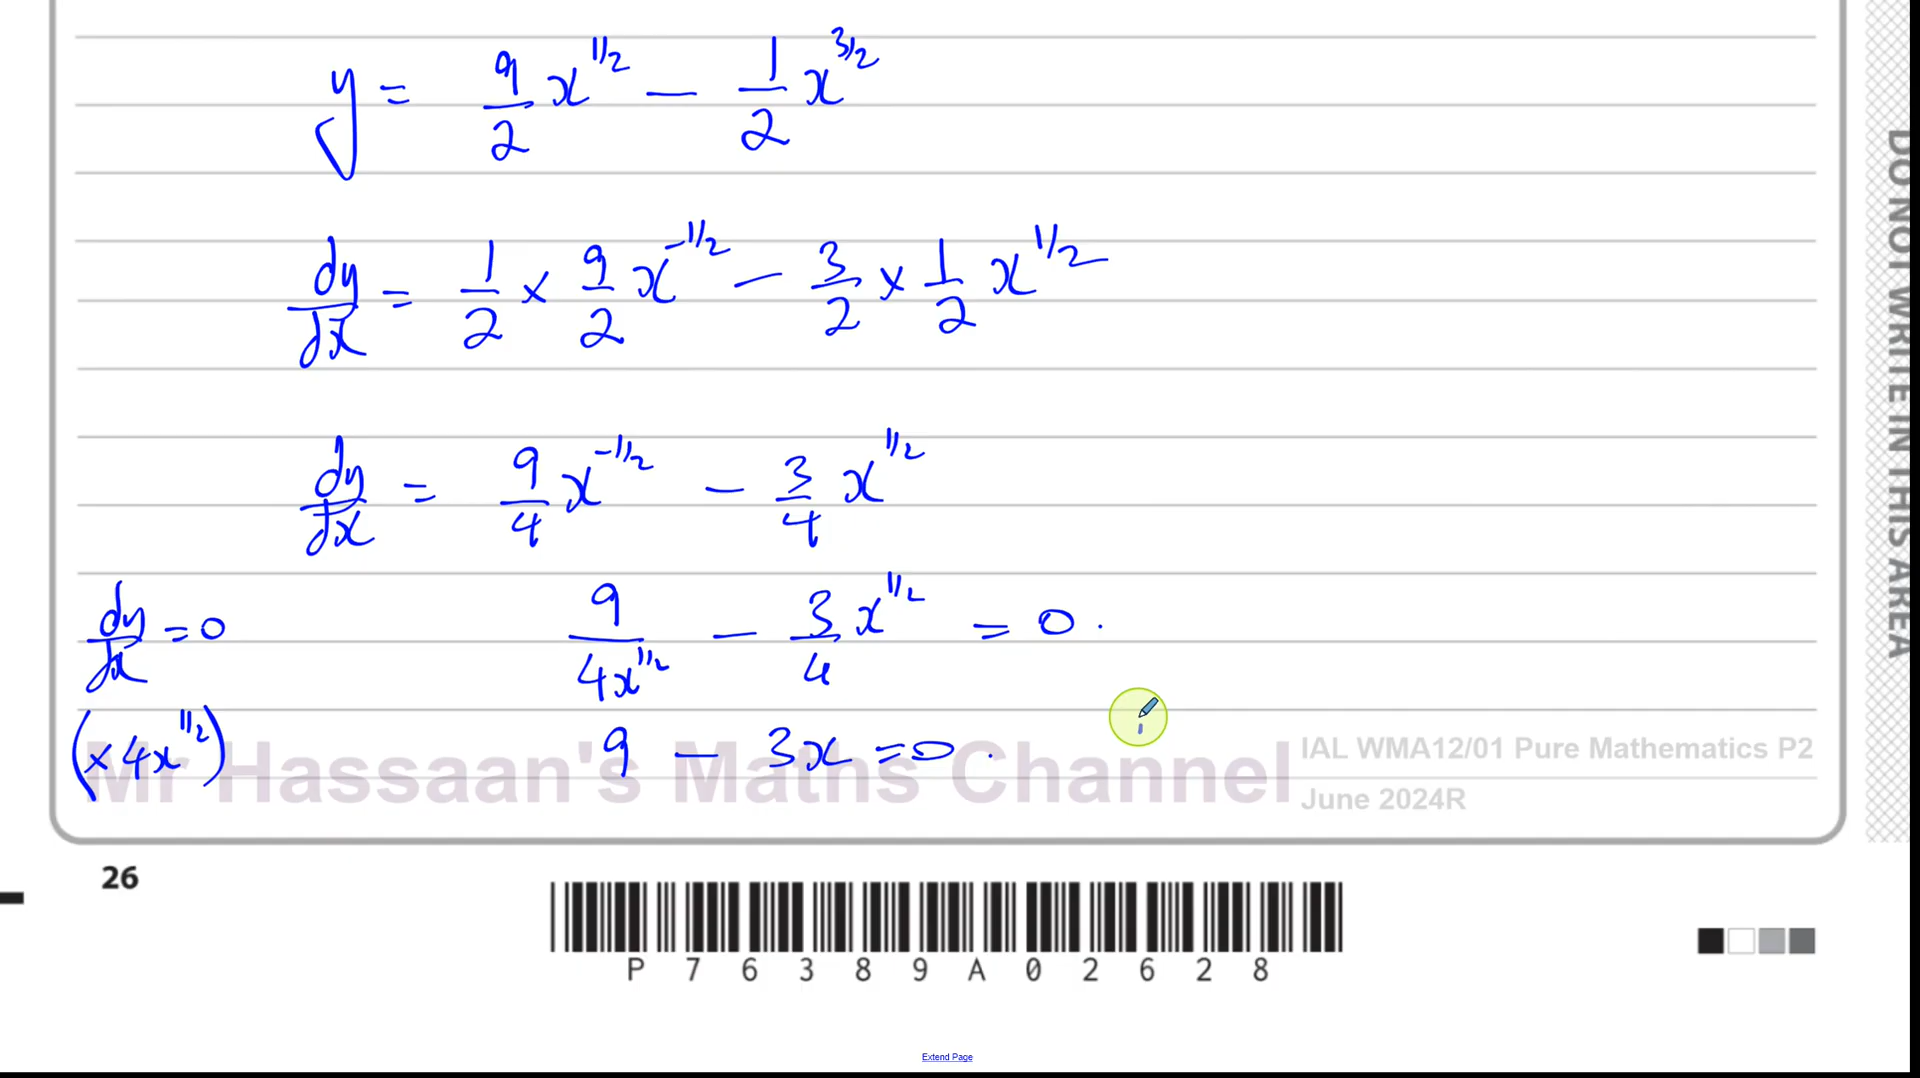 y = 9/2 x^1/2 − 1/2 x^3/2
dy/dx = 1/2 × 9/2 x^-1/2 − 3/2 × 1/2 x^1/2
dy/dx = 9/4 x^-1/2 − 3/4 x^1/2
dy/dx = 0 9/4x^1/2 − 3/4 x^1/2 = 0 .
(×4x^1/2) 9 − 3x = 0 .
Mr Hassaan's Maths Channel
IAL WMA12/01 Pure Mathematics P2
June 2024R
DO NOT WRITE IN THIS AREA
26
P 7 6 3 8 9 A 0 2 6 2 8
Extend Page